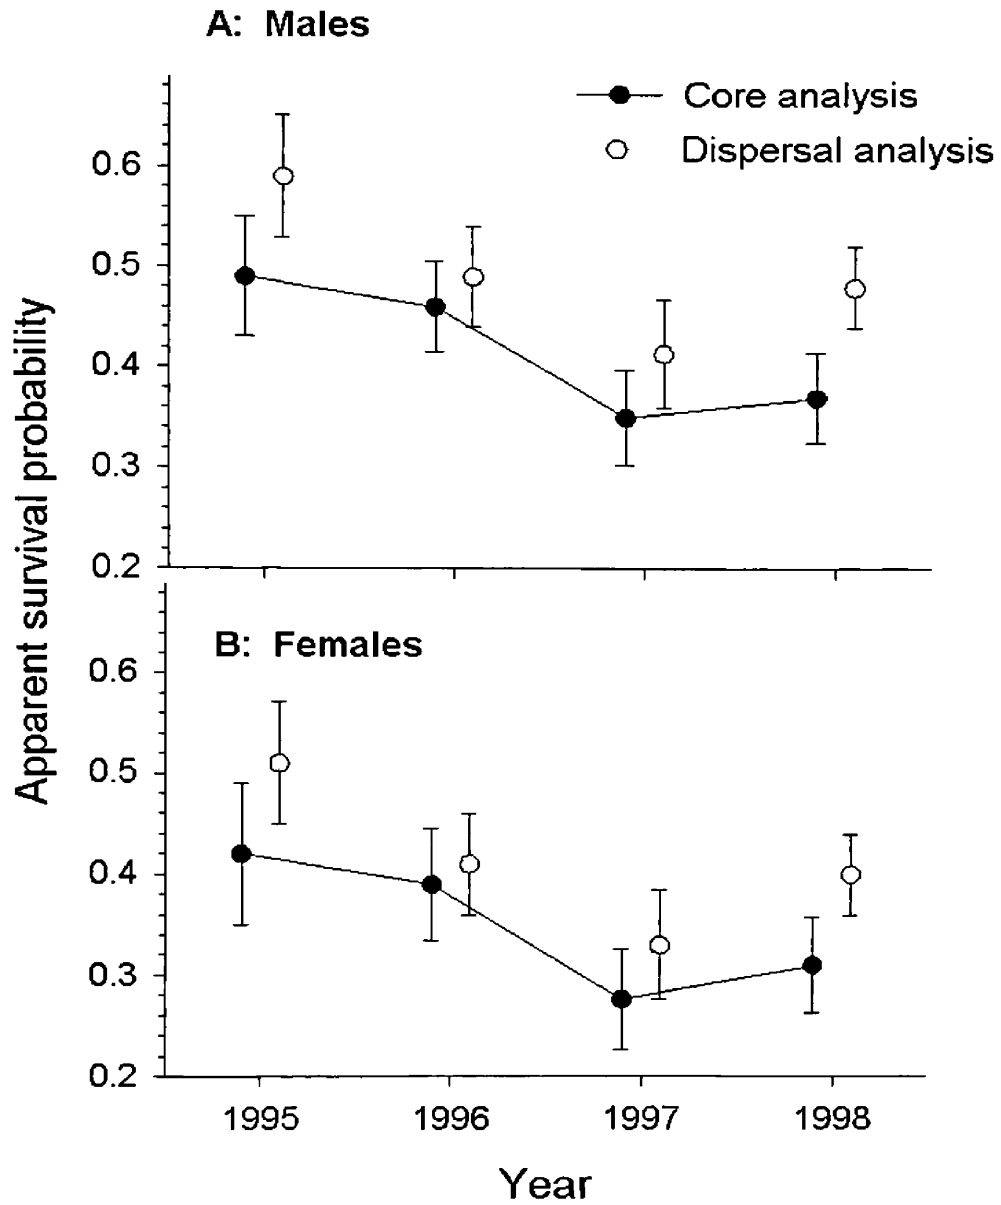 A: Males
Core analysis
Dispersal analysis
0.6
0.5
0.4
0.3
0.2
B: Females
0.6
0.5
0.4
0.3
0.2
Apparent survival probability
1995 1996 1997 1998
Year